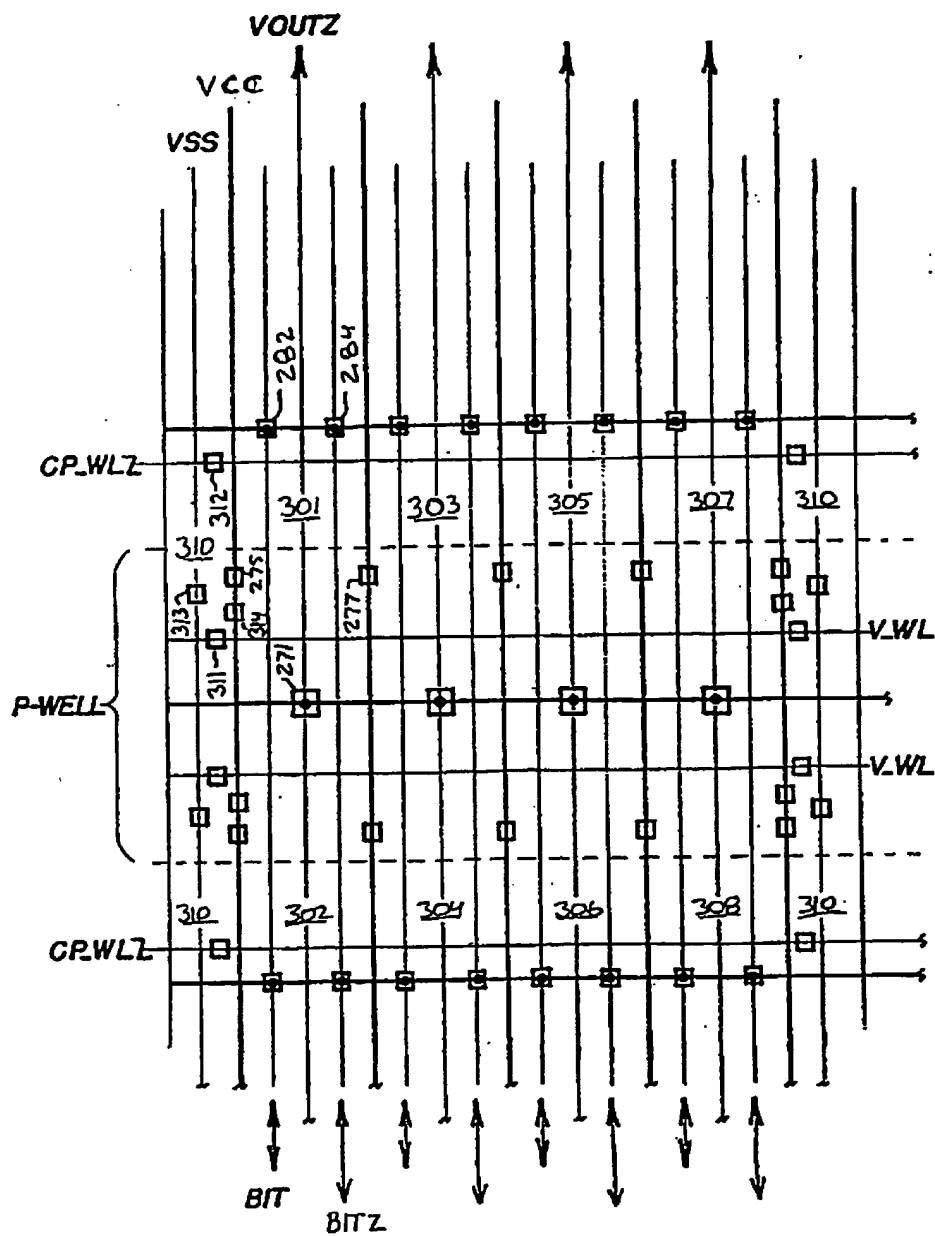 VOUTZ
VCC
VSS
282
284
CP_WLZ
312
301
303
305
307
310
310
313
275
314
277
311
271
V_WL
P-WELL
V_WL
310
302
304
306
308
310
CP_WLZ
BIT
BITZ